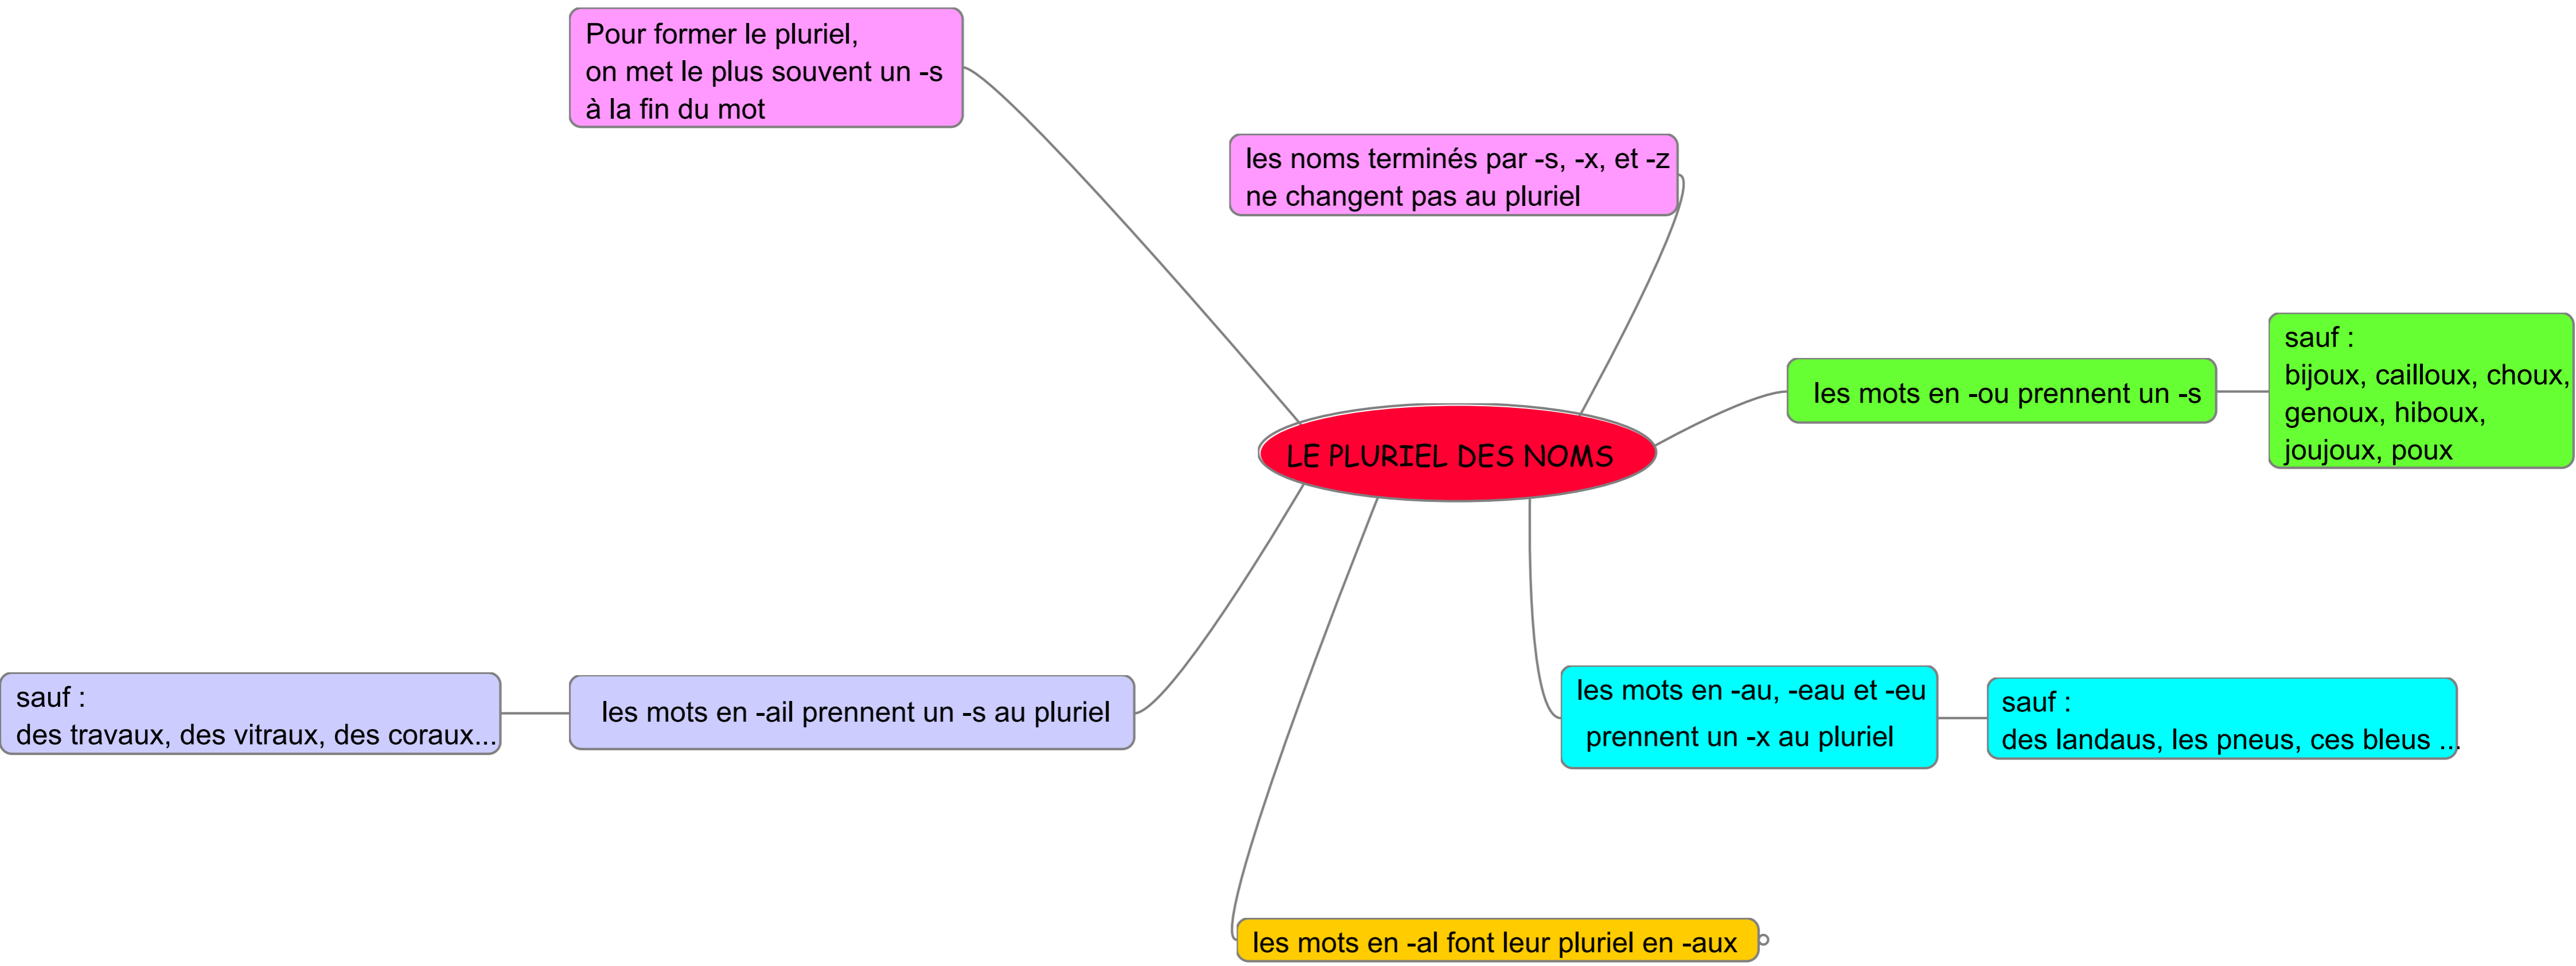 Pour former le pluriel,
on met le plus souvent un -s
à la fin du mot
les noms terminés par -s, -x, et -z
ne changent pas au pluriel
sauf :
bijoux, cailloux, choux,
genoux, hiboux,
joujoux, poux
les mots en -ou prennent un -s
LE PLURIEL DES NOMS
sauf :
des travaux, des vitraux, des coraux...
les mots en -ail prennent un -s au pluriel
les mots en -au, -eau et -eu
prennent un -x au pluriel
sauf :
des landaus, les pneus, ces bleus ...
les mots en -al font leur pluriel en -aux